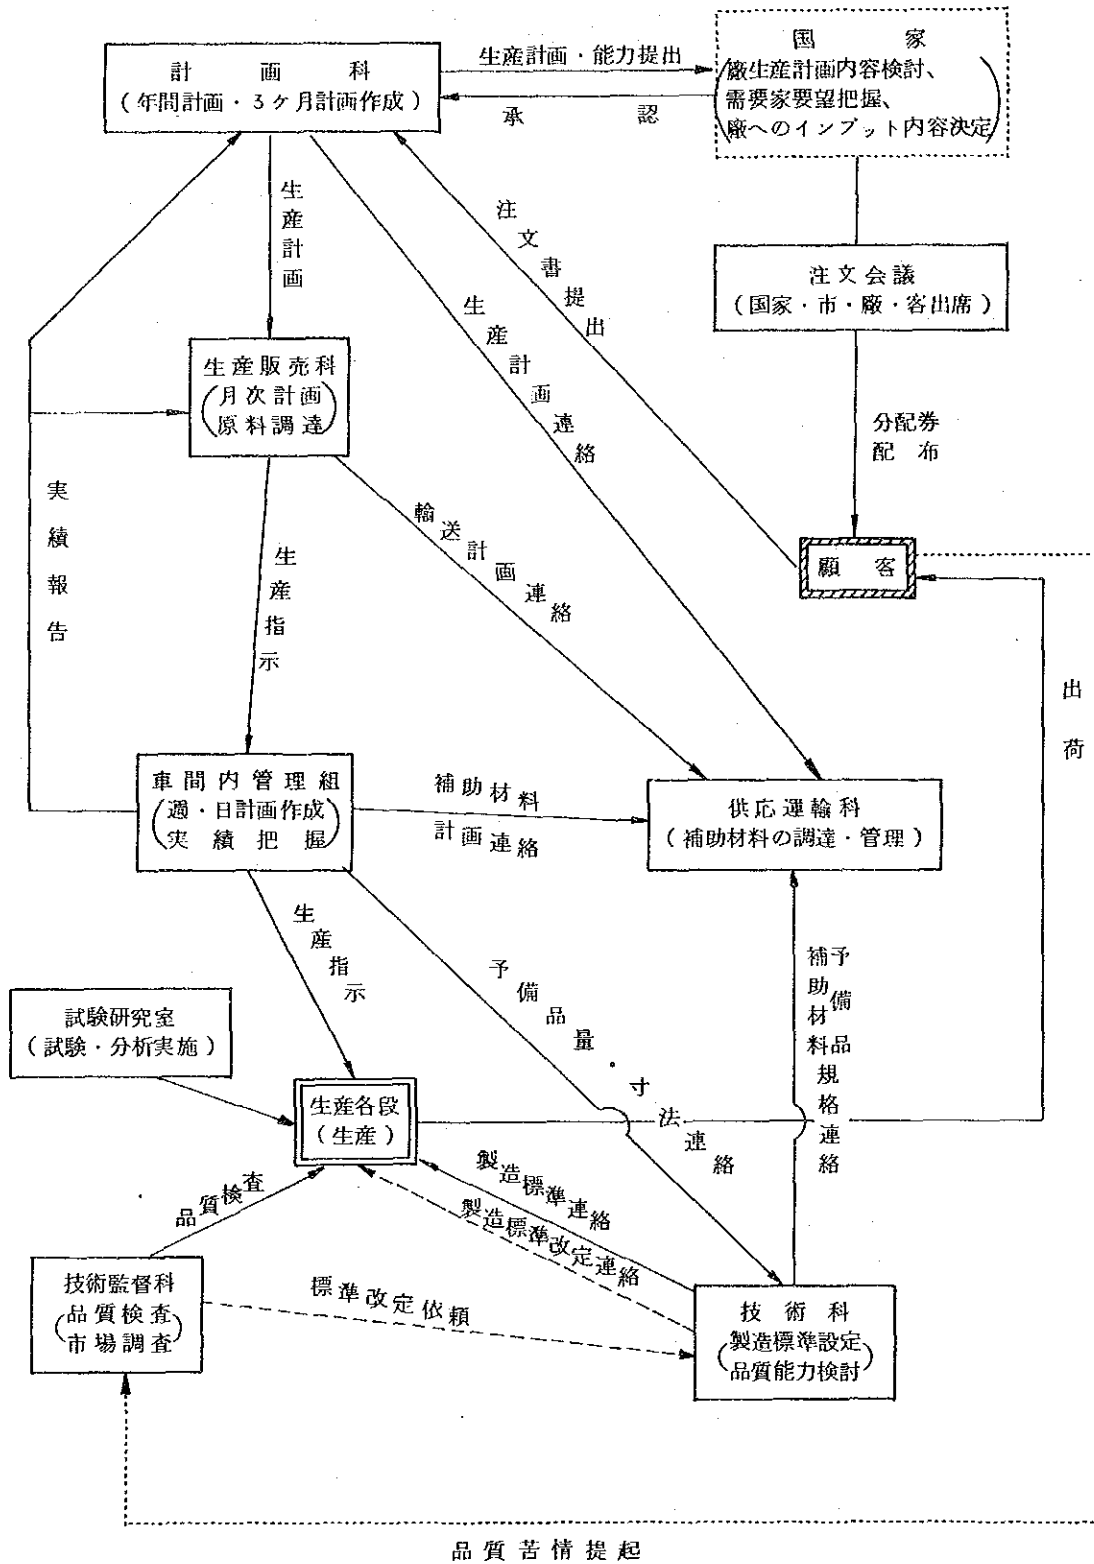 計画科
(年間計画・3ケ月計画作成)
生産計画・能力提出
承認
国家
廠生産計画内容検討、
需要家要望把握、
廠へのインプット内容決定
生産計画
注文書提出
生産計画連絡
注文会議
(国家・市・廠・客出席)
生産販売科
月次計画
原料調達
分配券
配布
実績報告
生産指示
輸送計画連絡
顧客
出荷
車間内管理組
週・日計画作成
実績把握
補助材料
計画連絡
供応運輸科
(補助材料の調達・管理)
生産指示
予備品量・寸法連絡
予備品規格連絡
補助材料
試験研究室
(試験・分析実施)
生産各段
(生産)
品質検査
製造標準連絡
製造標準改定連絡
技術監督科
品質検査
市場調査
標準改定依頼
技術科
製造標準設定
品質能力検討
品質苦情提起